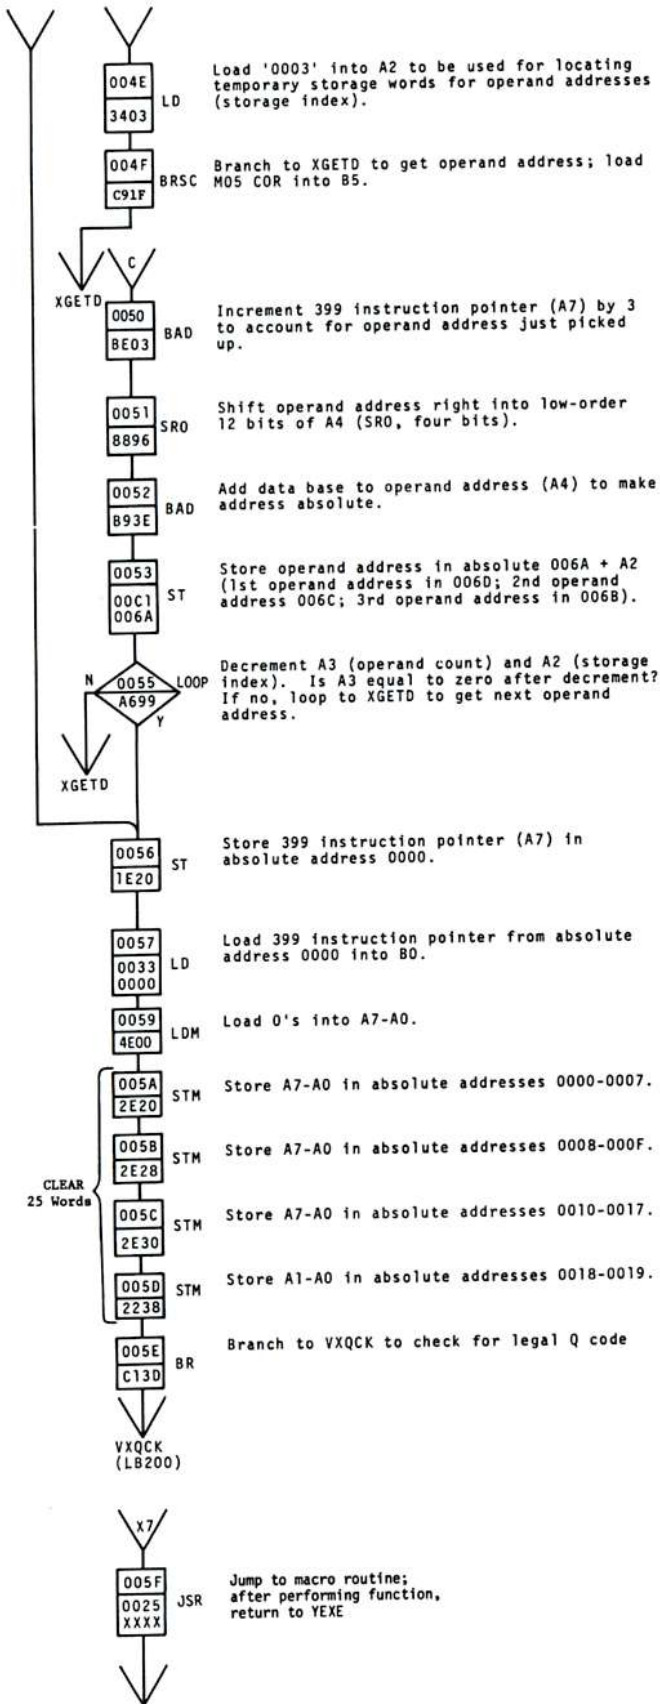 004E
3403
LD
Load '0003' into A2 to be used for locating
temporary storage words for operand addresses
(storage index).
004F
C91F
BRSC
Branch to XGETD to get operand address; load
M05 COR into B5.
XGETD
C
0050
BE03
BAD
Increment 399 instruction pointer (A7) by 3
to account for operand address just picked
up.
0051
8896
SRO
Shift operand address right into low-order
12 bits of A4 (SRO, four bits).
0052
B93E
BAD
Add data base to operand address (A4) to make
address absolute.
0053
00C1
006A
ST
Store operand address in absolute 006A + A2
(1st operand address in 006D; 2nd operand
address 006C; 3rd operand address in 006B).
N
0055
A699
LOOP
Y
Decrement A3 (operand count) and A2 (storage
index). Is A3 equal to zero after decrement?
If no, loop to XGETD to get next operand
address.
XGETD
0056
1E20
ST
Store 399 instruction pointer (A7) in
absolute address 0000.
0057
0033
0000
LD
Load 399 instruction pointer from absolute
address 0000 into B0.
0059
4E00
LDM
Load 0's into A7-A0.
CLEAR
25 Words
005A
2E20
STM
Store A7-A0 in absolute addresses 0000-0007.
005B
2E28
STM
Store A7-A0 in absolute addresses 0008-000F.
005C
2E30
STM
Store A7-A0 in absolute addresses 0010-0017.
005D
2238
STM
Store A1-A0 in absolute addresses 0018-0019.
005E
C13D
BR
Branch to VXQCK to check for legal Q code
VXQCK
(LB200)
X7
005F
0025
XXXX
JSR
Jump to macro routine;
after performing function,
return to YEXE